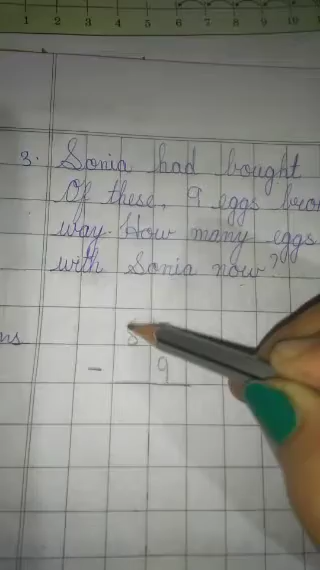 1 2 3 4 5 6 7 8 9 10
3. Sonia had bought
Of these, 9 eggs
way. How many eggs
with Sonia now?
ns
- 9